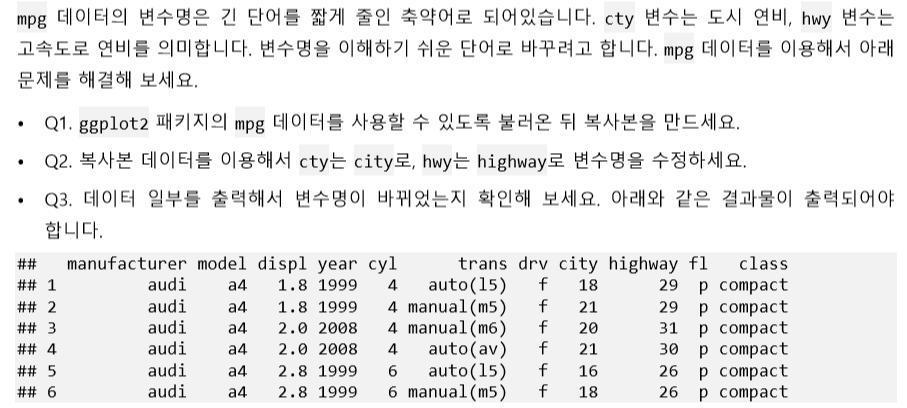 mpg 데이터의 변수명은 긴 단어를 짧게 줄인 축약어로 되어있습니다. cty 변수는 도시 연비, hwy 변수는
고속도로 연비를 의미합니다. 변수명을 이해하기 쉬운 단어로 바꾸려고 합니다. mpg 데이터를 이용해서 아래
문제를 해결해 보세요.
• Q1. ggplot2 패키지의 mpg 데이터를 사용할 수 있도록 불러온 뒤 복사본을 만드세요.
• Q2. 복사본 데이터를 이용해서 cty는 city로, hwy는 highway로 변수명을 수정하세요.
• Q3. 데이터 일부를 출력해서 변수명이 바뀌었는지 확인해 보세요. 아래와 같은 결과물이 출력되어야
합니다.
##   manufacturer model displ year cyl      trans drv city highway fl   class
## 1         audi    a4   1.8 1999   4   auto(l5)   f   18      29  p compact
## 2         audi    a4   1.8 1999   4 manual(m5)   f   21      29  p compact
## 3         audi    a4   2.0 2008   4 manual(m6)   f   20      31  p compact
## 4         audi    a4   2.0 2008   4   auto(av)   f   21      30  p compact
## 5         audi    a4   2.8 1999   6   auto(l5)   f   16      26  p compact
## 6         audi    a4   2.8 1999   6 manual(m5)   f   18      26  p compact